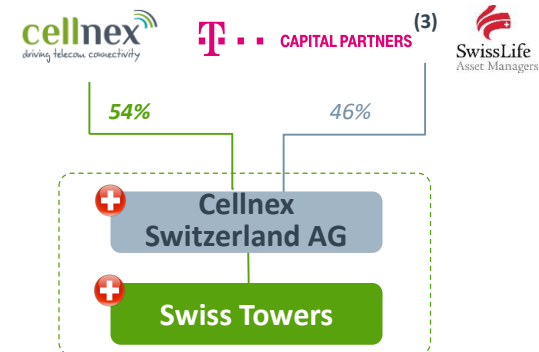 cellnex
driving telecom connectivity
T
CAPITAL PARTNERS
(3)
SwissLife
Asset Managers
54%
46%
Cellnex
Switzerland AG
Swiss Towers